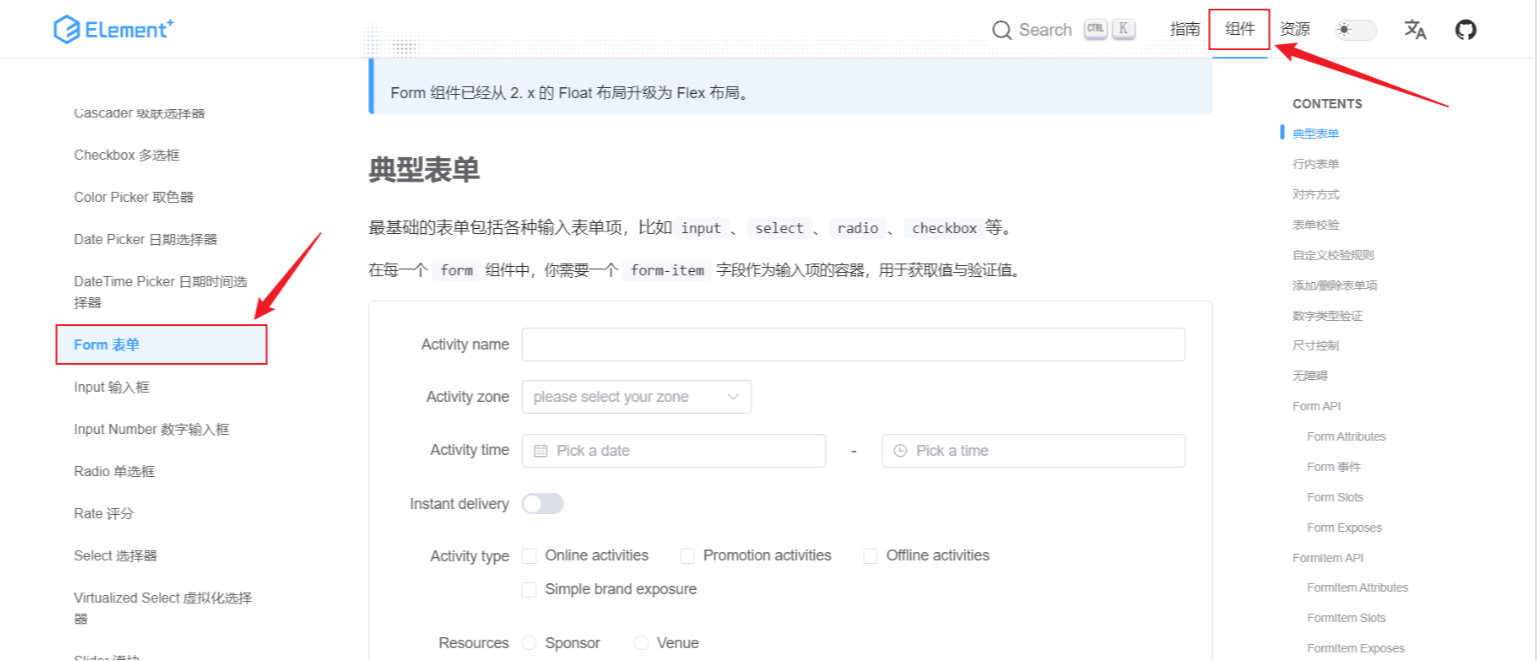 ELement+
Search CTRL K
指南
组件
资源
Cascader 级联选择器
Checkbox 多选框
Color Picker 取色器
Date Picker 日期选择器
DateTime Picker 日期时间选
择器
Form 表单
Input 输入框
Input Number 数字输入框
Radio 单选框
Rate 评分
Select 选择器
Virtualized Select 虚拟化选择
器
Slider 滑块
Form 组件已经从 2. x 的 Float 布局升级为 Flex 布局。
典型表单
最基础的表单包括各种输入表单项，比如 input 、 select 、 radio 、 checkbox 等。
在每一个 form 组件中，你需要一个 form-item 字段作为输入项的容器，用于获取值与验证值。
Activity name
Activity zone please select your zone
Activity time Pick a date - Pick a time
Instant delivery
Activity type Online activities Promotion activities Offline activities
Simple brand exposure
Resources Sponsor Venue
CONTENTS
典型表单
行内表单
对齐方式
表单校验
自定义校验规则
添加/删除表单项
数字类型验证
尺寸控制
无障碍
Form API
Form Attributes
Form 事件
Form Slots
Form Exposes
FormItem API
FormItem Attributes
FormItem Slots
FormItem Exposes